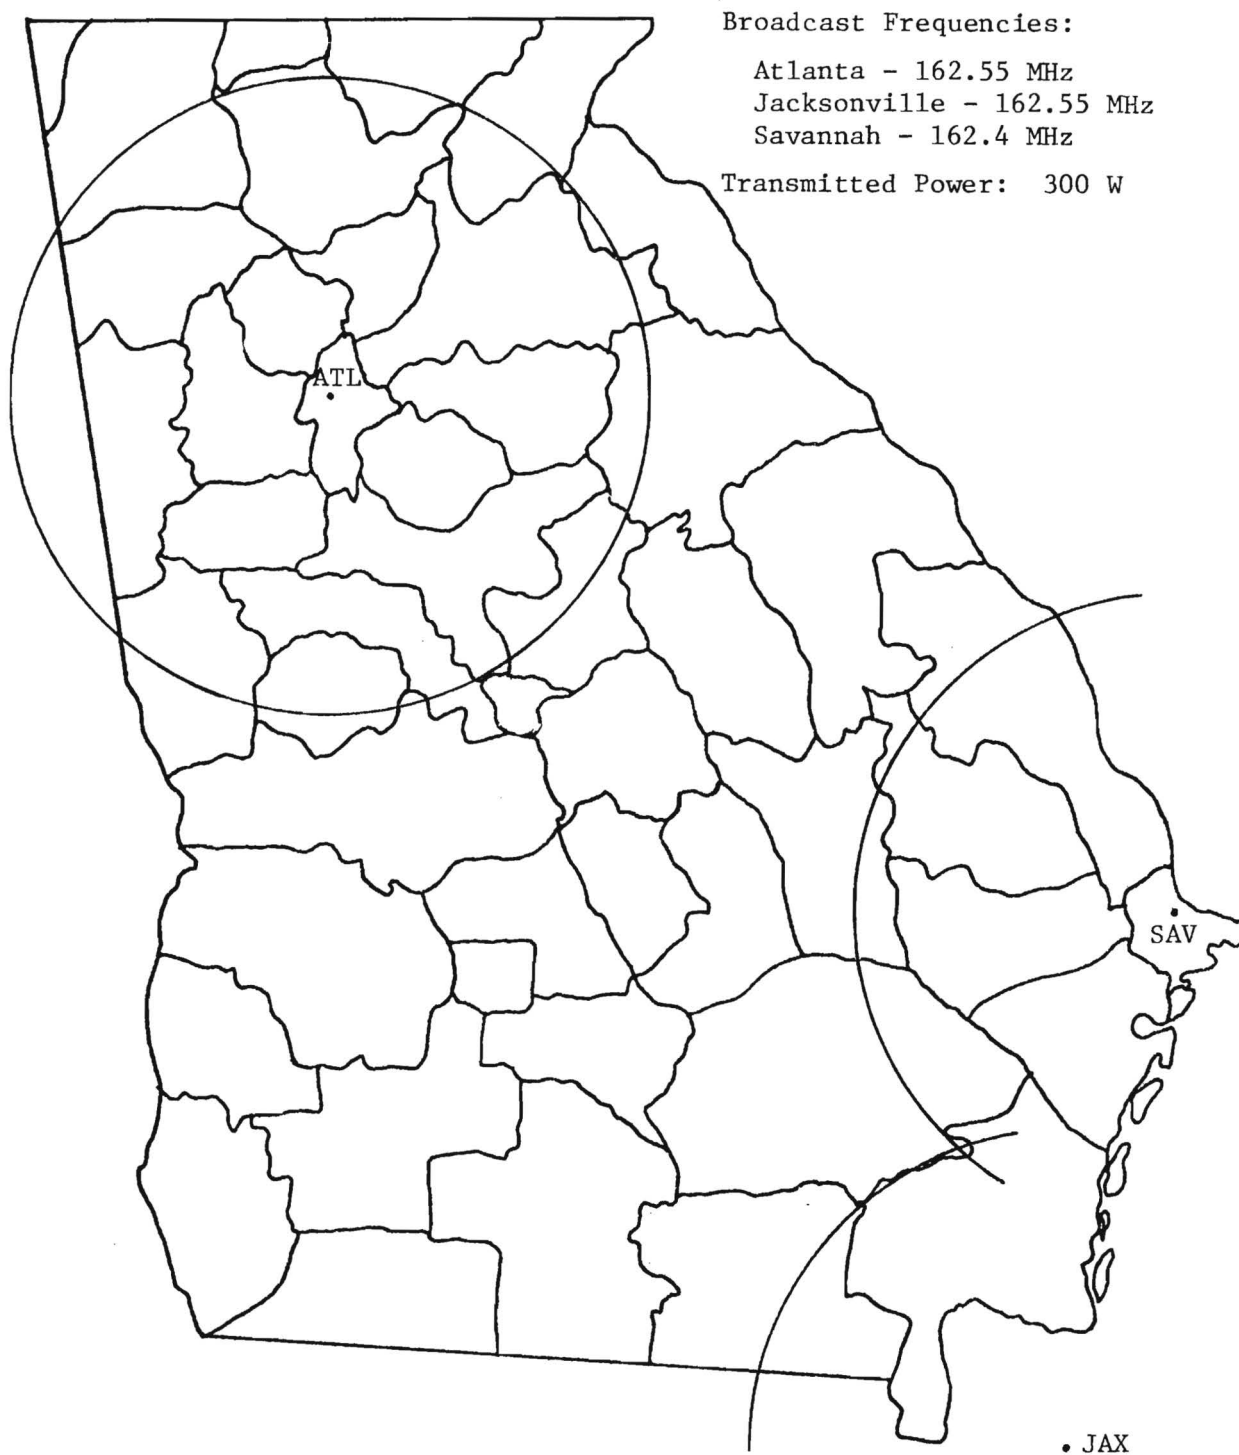 Broadcast Frequencies:
Atlanta - 162.55 MHz
Jacksonville - 162.55 MHz
Savannah - 162.4 MHz
Transmitted Power: 300 W
ATL
SAV
JAX